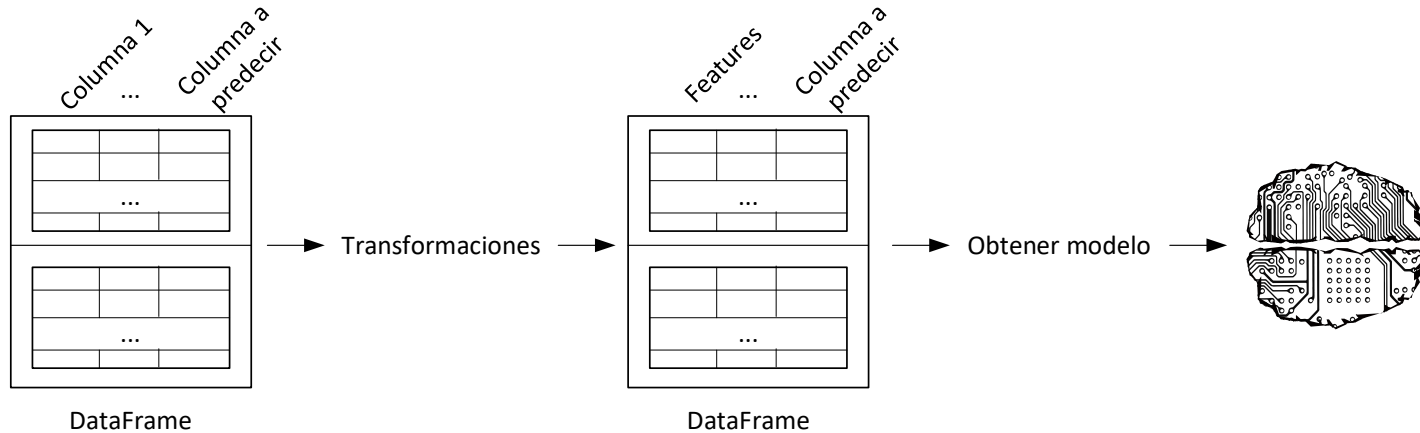 Columna 1
...
Columna a
predecir
...
...
DataFrame
Transformaciones
Features
...
Columna a
predecir
...
...
DataFrame
Obtener modelo